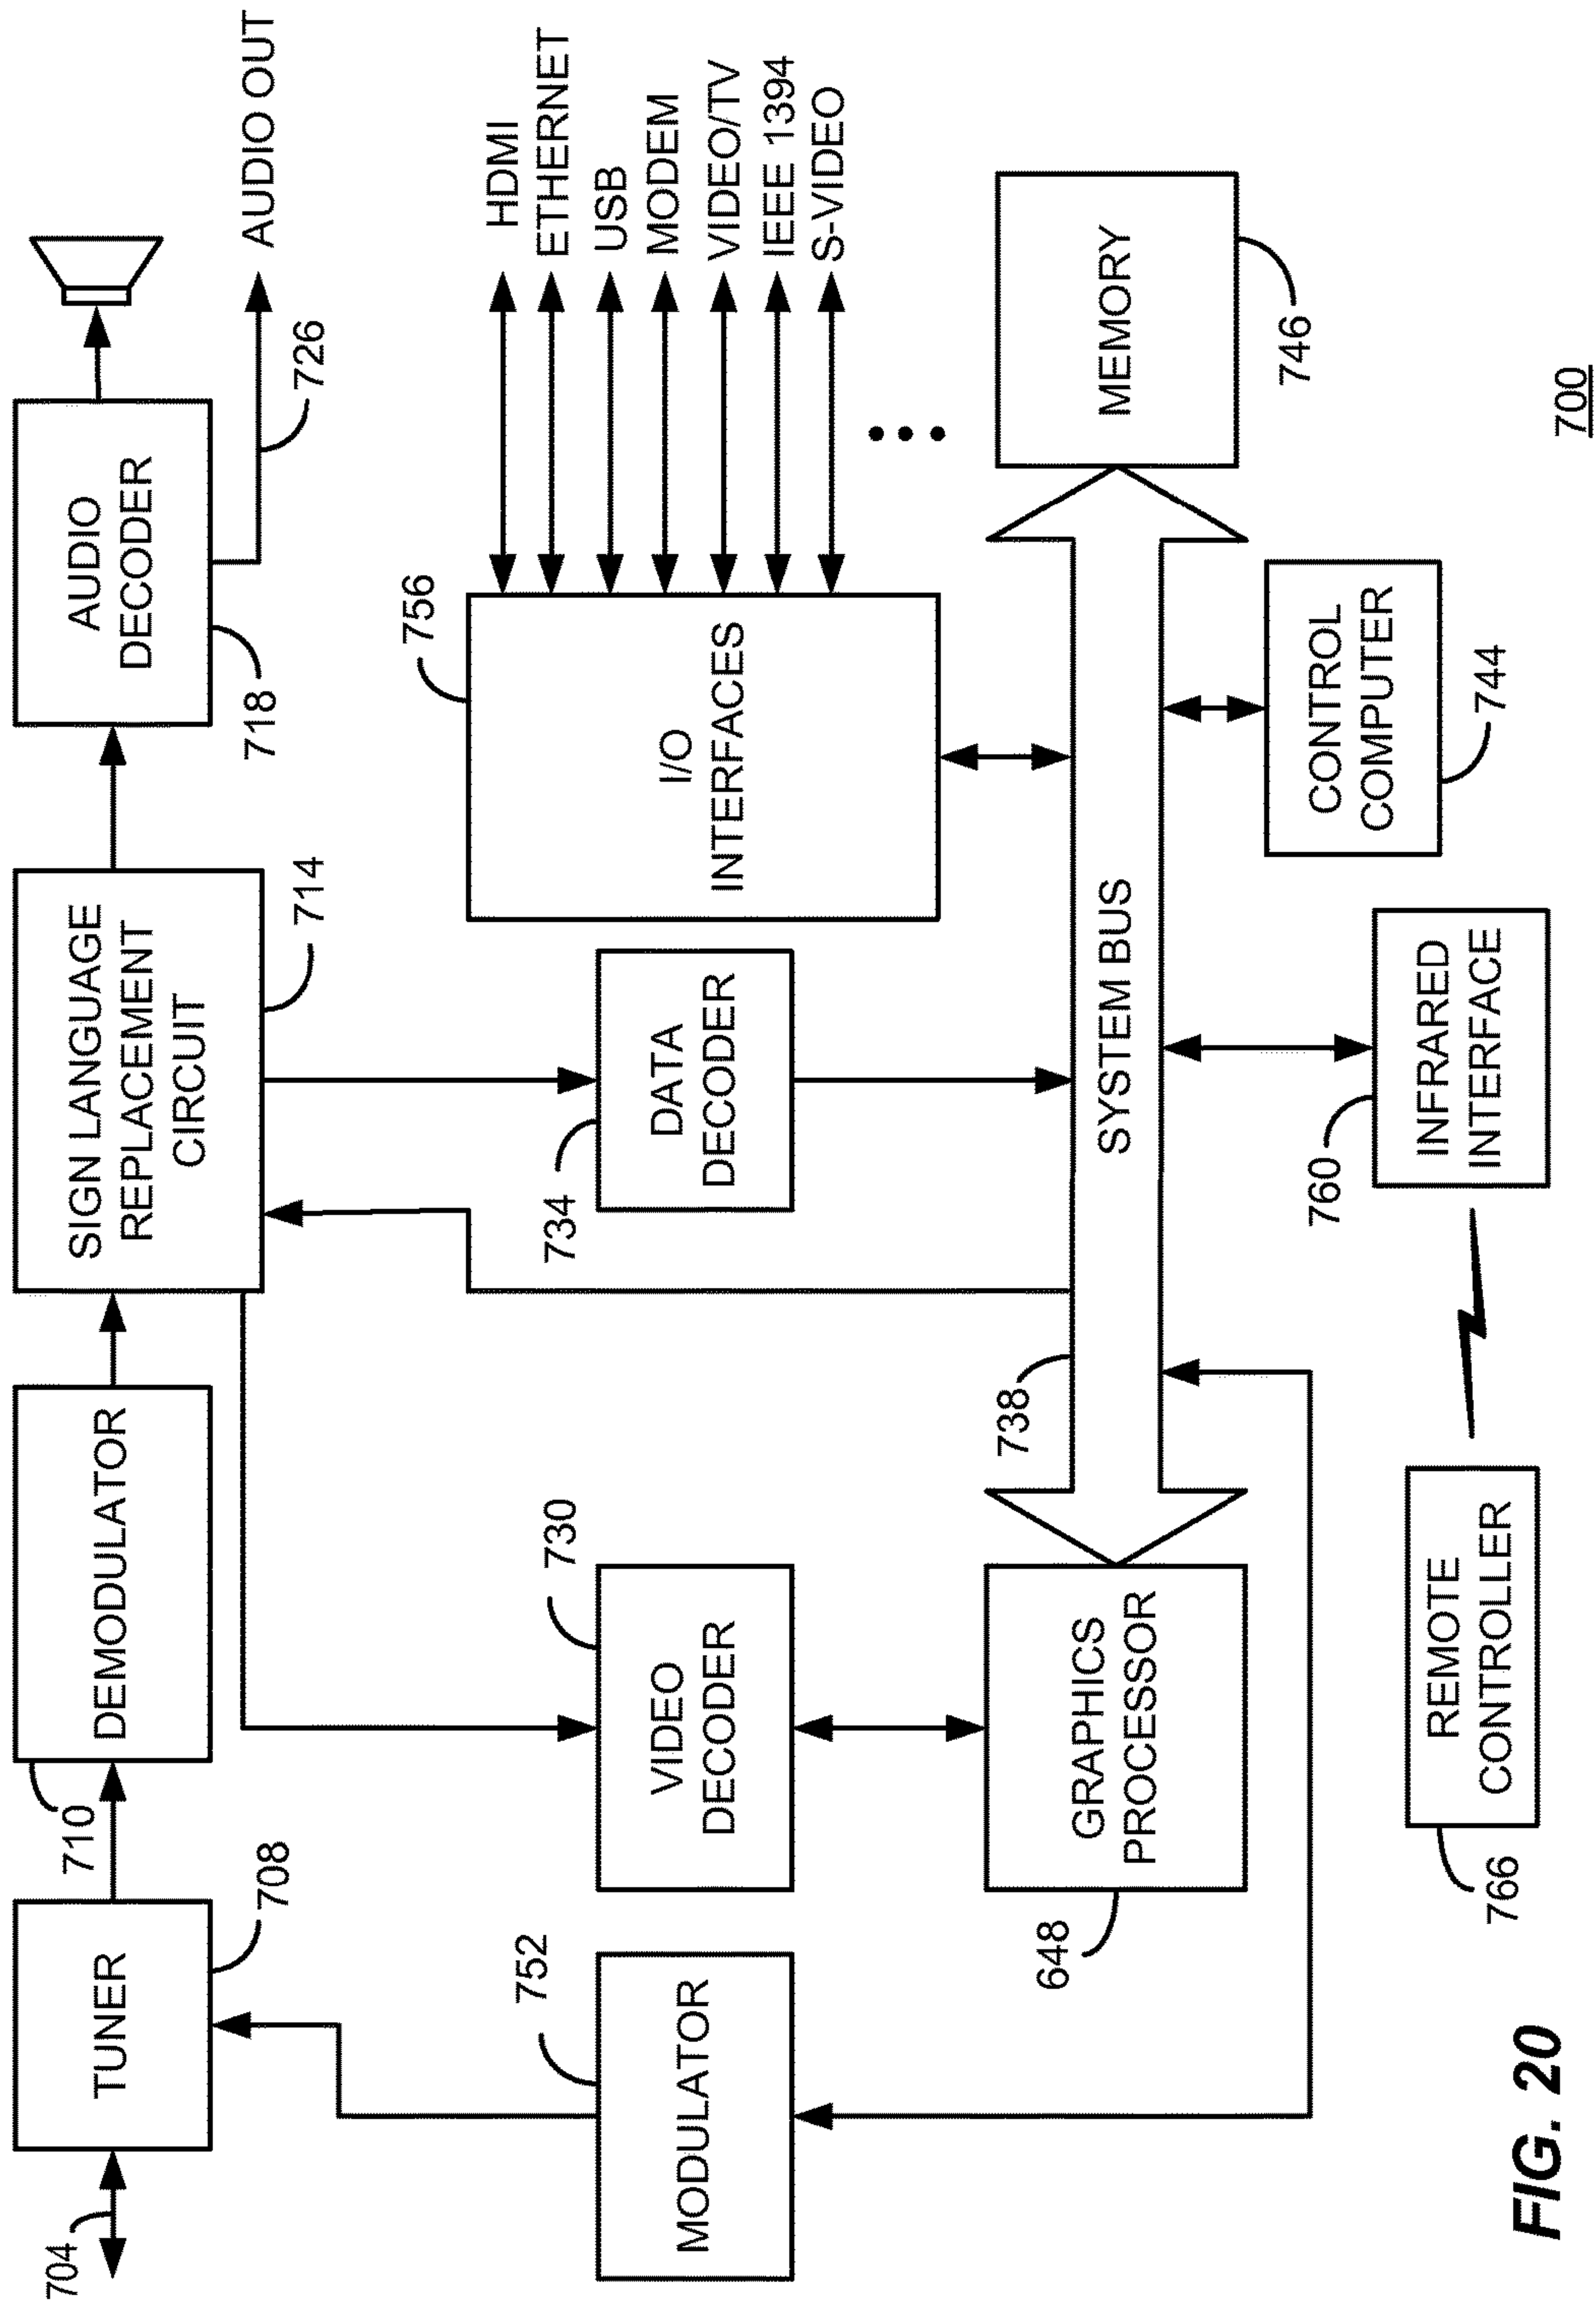 704
TUNER
708
710
DEMODULATOR
SIGN LANGUAGE
REPLACEMENT
CIRCUIT
714
AUDIO
DECODER
718
726
AUDIO OUT
752
MODULATOR
730
VIDEO
DECODER
734
DATA
DECODER
756
I/O
INTERFACES
HDMI
ETHERNET
USB
MODEM
VIDEO/TV
IEEE 1394
S-VIDEO
648
GRAPHICS
PROCESSOR
738
SYSTEM BUS
MEMORY
746
766
REMOTE
CONTROLLER
760
INFRARED
INTERFACE
CONTROL
COMPUTER
744
FIG. 20
700